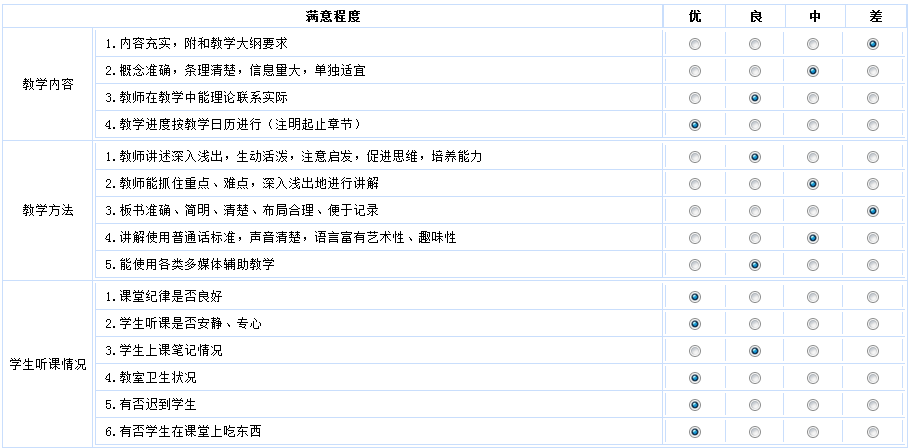 满意程度 优 良 中 差
教学内容
1.内容充实，附和教学大纲要求
2.概念准确，条理清楚，信息量大，单独适宜
3.教师在教学中能理论联系实际
4.教学进度按教学日历进行（注明起止章节）
教学方法
1.教师讲述深入浅出，生动活泼，注意启发，促进思维，培养能力
2.教师能抓住重点、难点，深入浅出地进行讲解
3.板书准确、简明、清楚、布局合理、便于记录
4.讲解使用普通话标准，声音清楚，语言富有艺术性、趣味性
5.能使用各类多媒体辅助教学
学生听课情况
1.课堂纪律是否良好
2.学生听课是否安静、专心
3.学生上课笔记情况
4.教室卫生状况
5.有否迟到学生
6.有否学生在课堂上吃东西